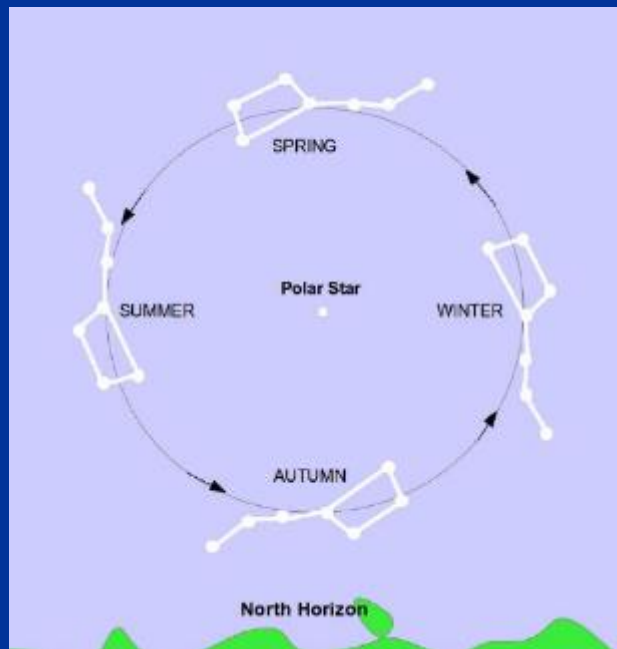 SPRING
Polar Star
SUMMER
WINTER
AUTUMN
North Horizon